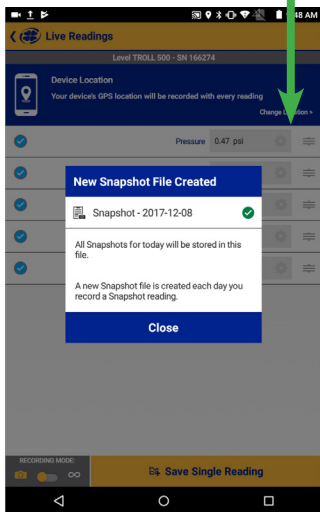 48 AM
Live Readings
Level TROLL 500 - SN 166274
Device Location
Your device's GPS location will be recorded with every reading
Change tion >
Pressure 0.47 psi
New Snapshot File Created
Snapshot - 2017-12-08
All Snapshots for today will be stored in this
file.
A new Snapshot file is created each day you
record a Snapshot reading.
Close
RECORDING MODE:
Save Single Reading